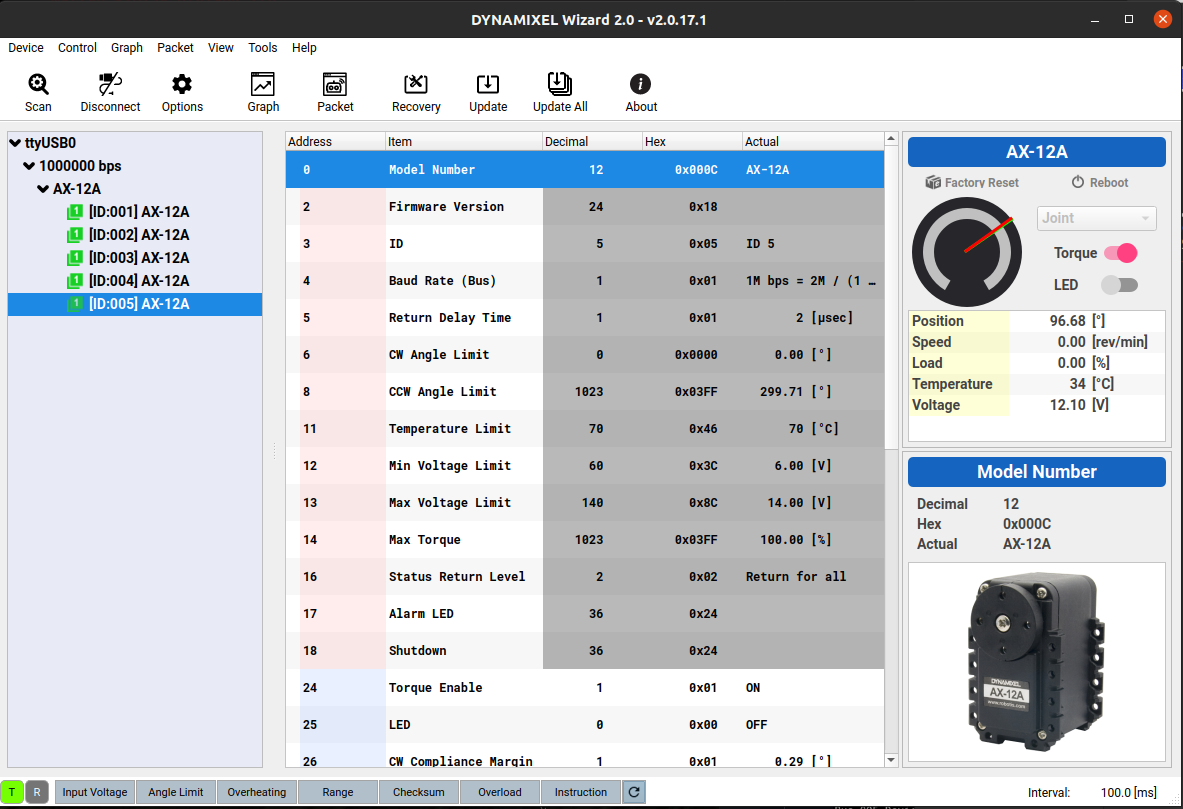 DYNAMIXEL Wizard 2.0 - v2.0.17.1
Device Control Graph Packet View Tools Help
Scan Disconnect Options Graph Packet Recovery Update Update All About
ttyUSB0
1000000 bps
AX-12A
1 [ID:001] AX-12A
1 [ID:002] AX-12A
1 [ID:003] AX-12A
1 [ID:004] AX-12A
1 [ID:005] AX-12A
Address Item Decimal Hex Actual
0 Model Number 12 0x000C AX-12A
2 Firmware Version 24 0x18
3 ID 5 0x05 ID 5
4 Baud Rate (Bus) 1 0x01 1M bps = 2M / (1 …
5 Return Delay Time 1 0x01 2 [µsec]
6 CW Angle Limit 0 0x0000 0.00 [°]
8 CCW Angle Limit 1023 0x03FF 299.71 [°]
11 Temperature Limit 70 0x46 70 [°C]
12 Min Voltage Limit 60 0x3C 6.00 [V]
13 Max Voltage Limit 140 0x8C 14.00 [V]
14 Max Torque 1023 0x03FF 100.00 [%]
16 Status Return Level 2 0x02 Return for all
17 Alarm LED 36 0x24
18 Shutdown 36 0x24
24 Torque Enable 1 0x01 ON
25 LED 0 0x00 OFF
26 CW Compliance Margin 1 0x01 0.29 [°]
AX-12A
Factory Reset Reboot
Joint
Torque
LED
Position 96.68 [°]
Speed 0.00 [rev/min]
Load 0.00 [%]
Temperature 34 [°C]
Voltage 12.10 [V]
Model Number
Decimal 12
Hex 0x000C
Actual AX-12A
DYNAMIXEL
AX-12A
www.robotis.com
T R Input Voltage Angle Limit Overheating Range Checksum Overload Instruction Interval: 100.0 [ms]